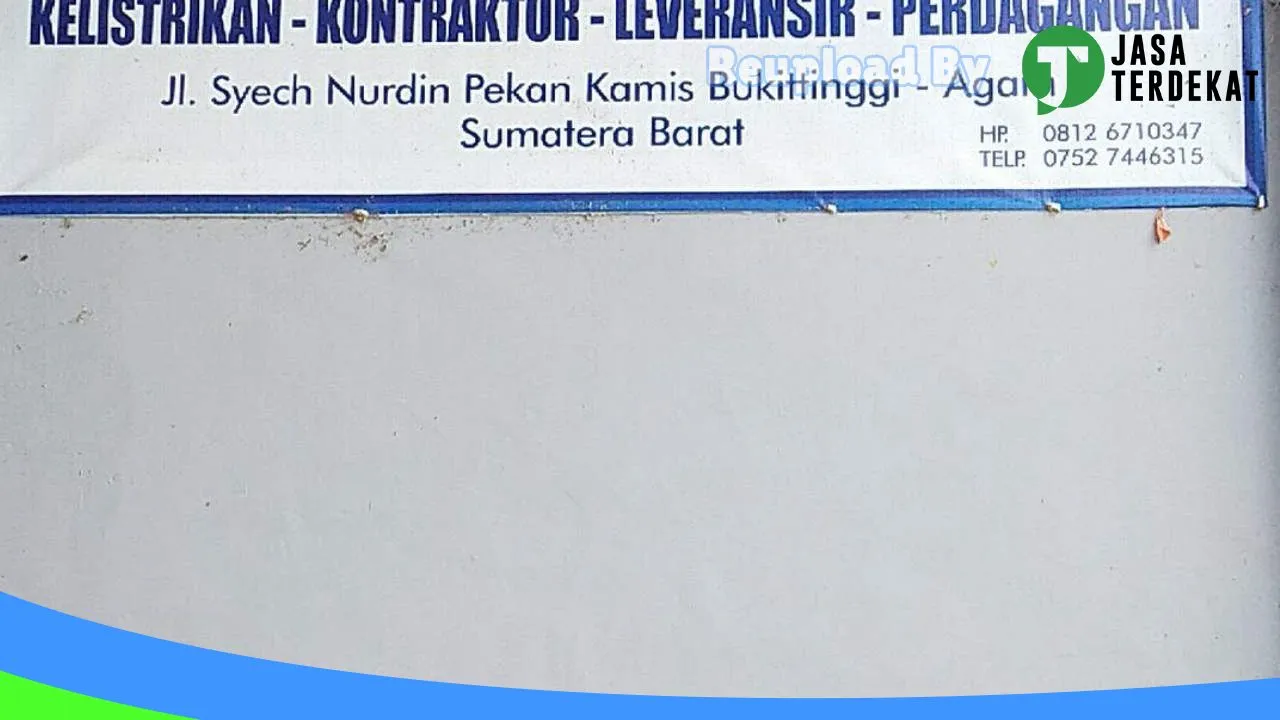 KELISTRIKAN - KONTRAKTUR - LEVERANSIR - PERDAGANGAN
Reupload By
JASA
TERDEKAT
Jl. Syech Nurdin Pekan Kamis Bukittinggi - Agam
Sumatera Barat
HP. 0812 6710347
TELP. 0752 7446315